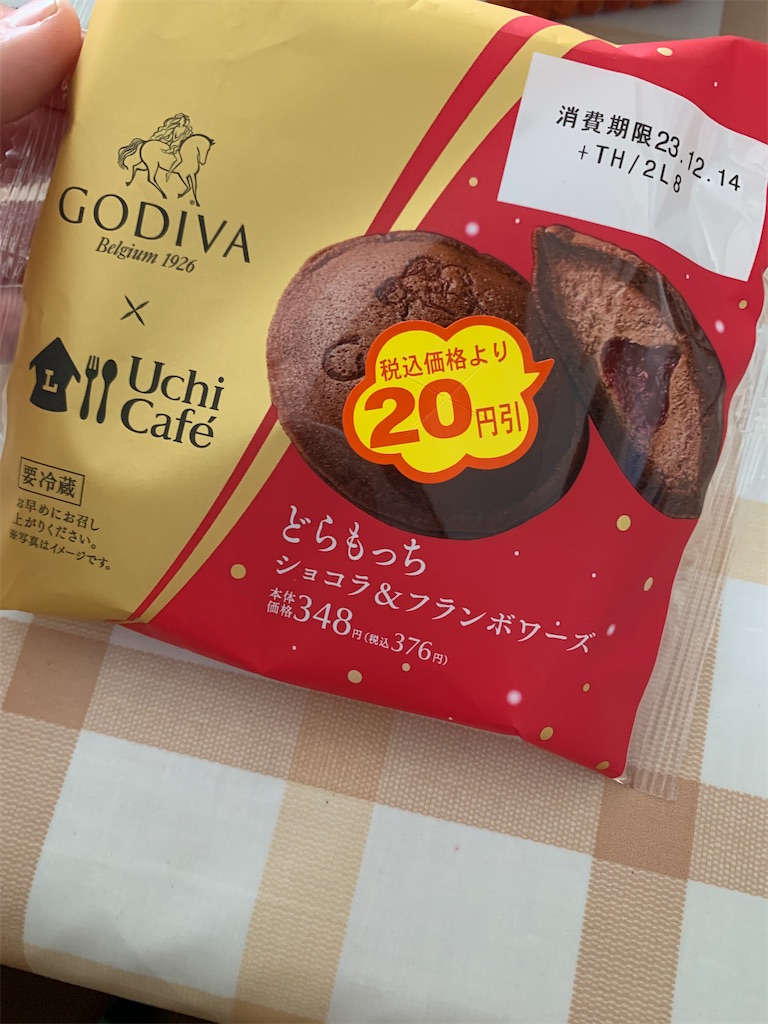 GODIVA
Belgium 1926
×
L
Uchi
Café
要冷蔵
お早めにお召し
上がりください。
※写真はイメージです。
消費期限23.12.14
+TH/2L8
税込価格より
20円引
どらもっち
ショコラ&フランボワーズ
本体価格348円(税込376円)